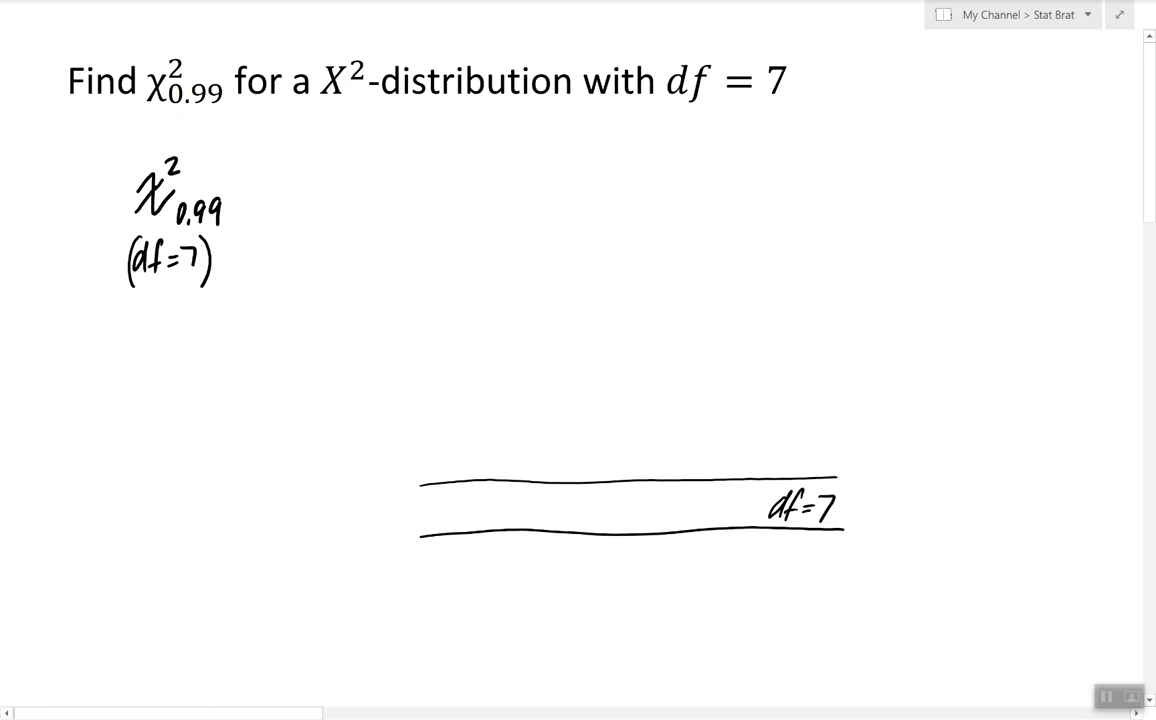 My Channel > Stat Brat
Find χ²₀.₉₉ for a X²-distribution with df = 7
χ²₀.₉₉
(df=7)
df=7